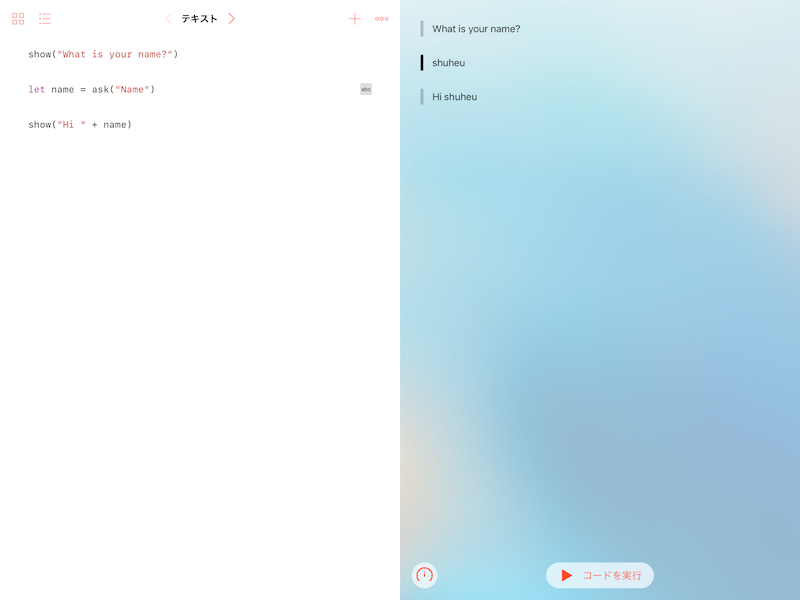 テキスト
show("What is your name?")
let name = ask("Name")
abc
show("Hi " + name)
What is your name?
shuheu
Hi shuheu
コードを実行